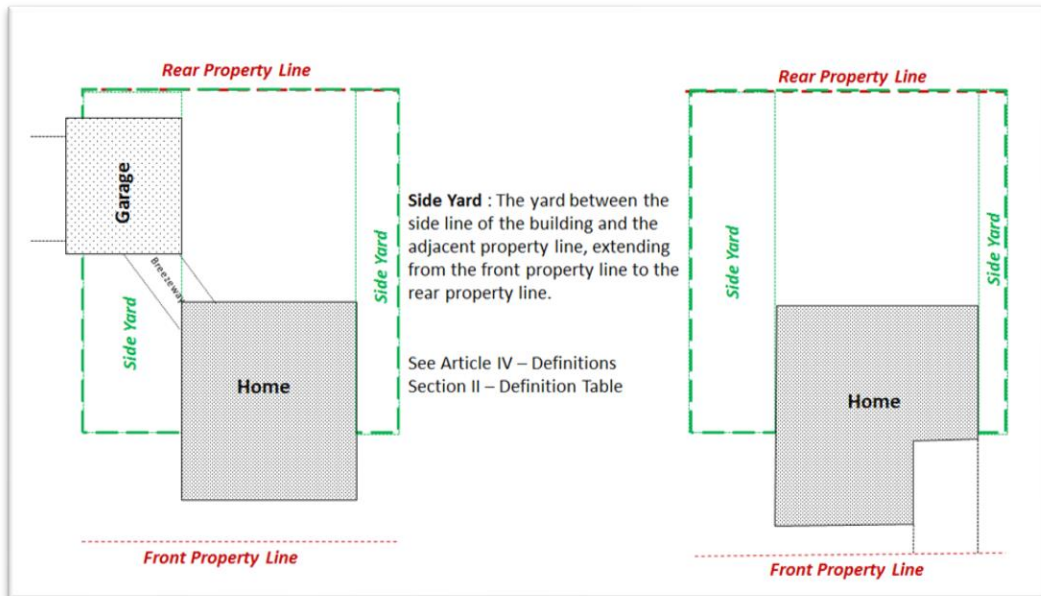 Rear Property Line
Garage
Breezeway
Side Yard
Home
Side Yard
Front Property Line
Side Yard : The yard between the
side line of the building and the
adjacent property line, extending
from the front property line to the
rear property line.
See Article IV – Definitions
Section II – Definition Table
Rear Property Line
Side Yard
Side Yard
Home
Front Property Line